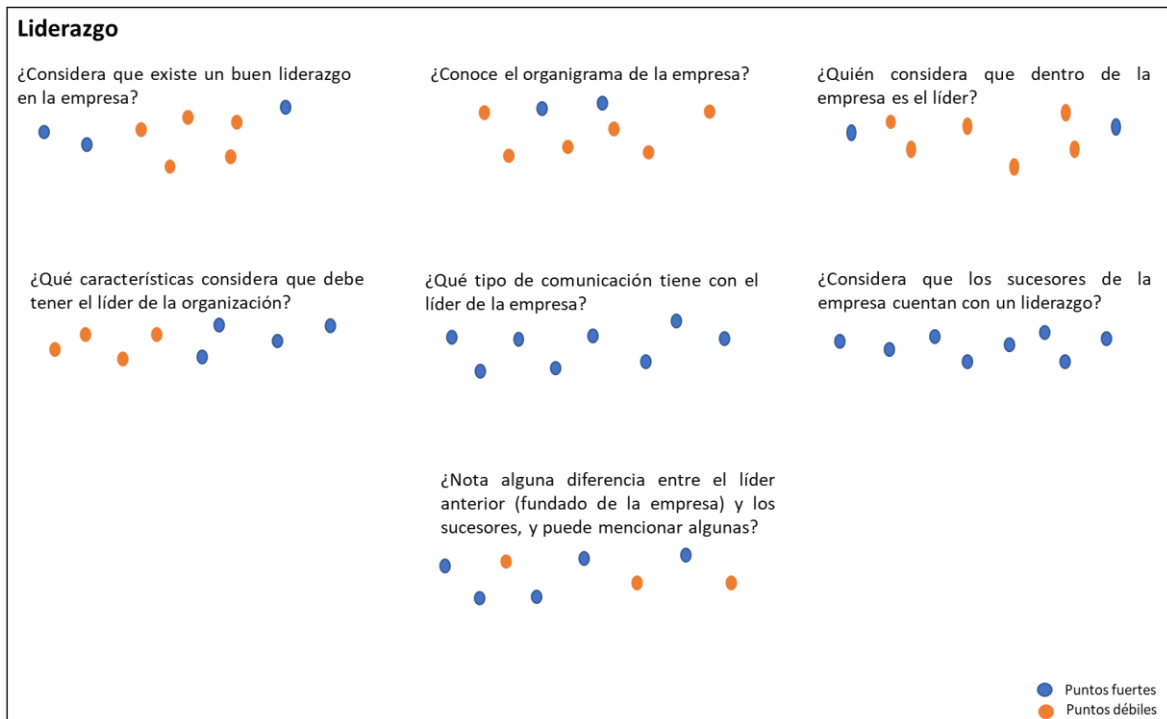 Liderazgo
¿Considera que existe un buen liderazgo
en la empresa?
¿Conoce el organigrama de la empresa?
¿Quién considera que dentro de la
empresa es el líder?
¿Qué características considera que debe
tener el líder de la organización?
¿Qué tipo de comunicación tiene con el
líder de la empresa?
¿Considera que los sucesores de la
empresa cuentan con un liderazgo?
¿Nota alguna diferencia entre el líder
anterior (fundado de la empresa) y los
sucesores, y puede mencionar algunas?
Puntos fuertes
Puntos débiles